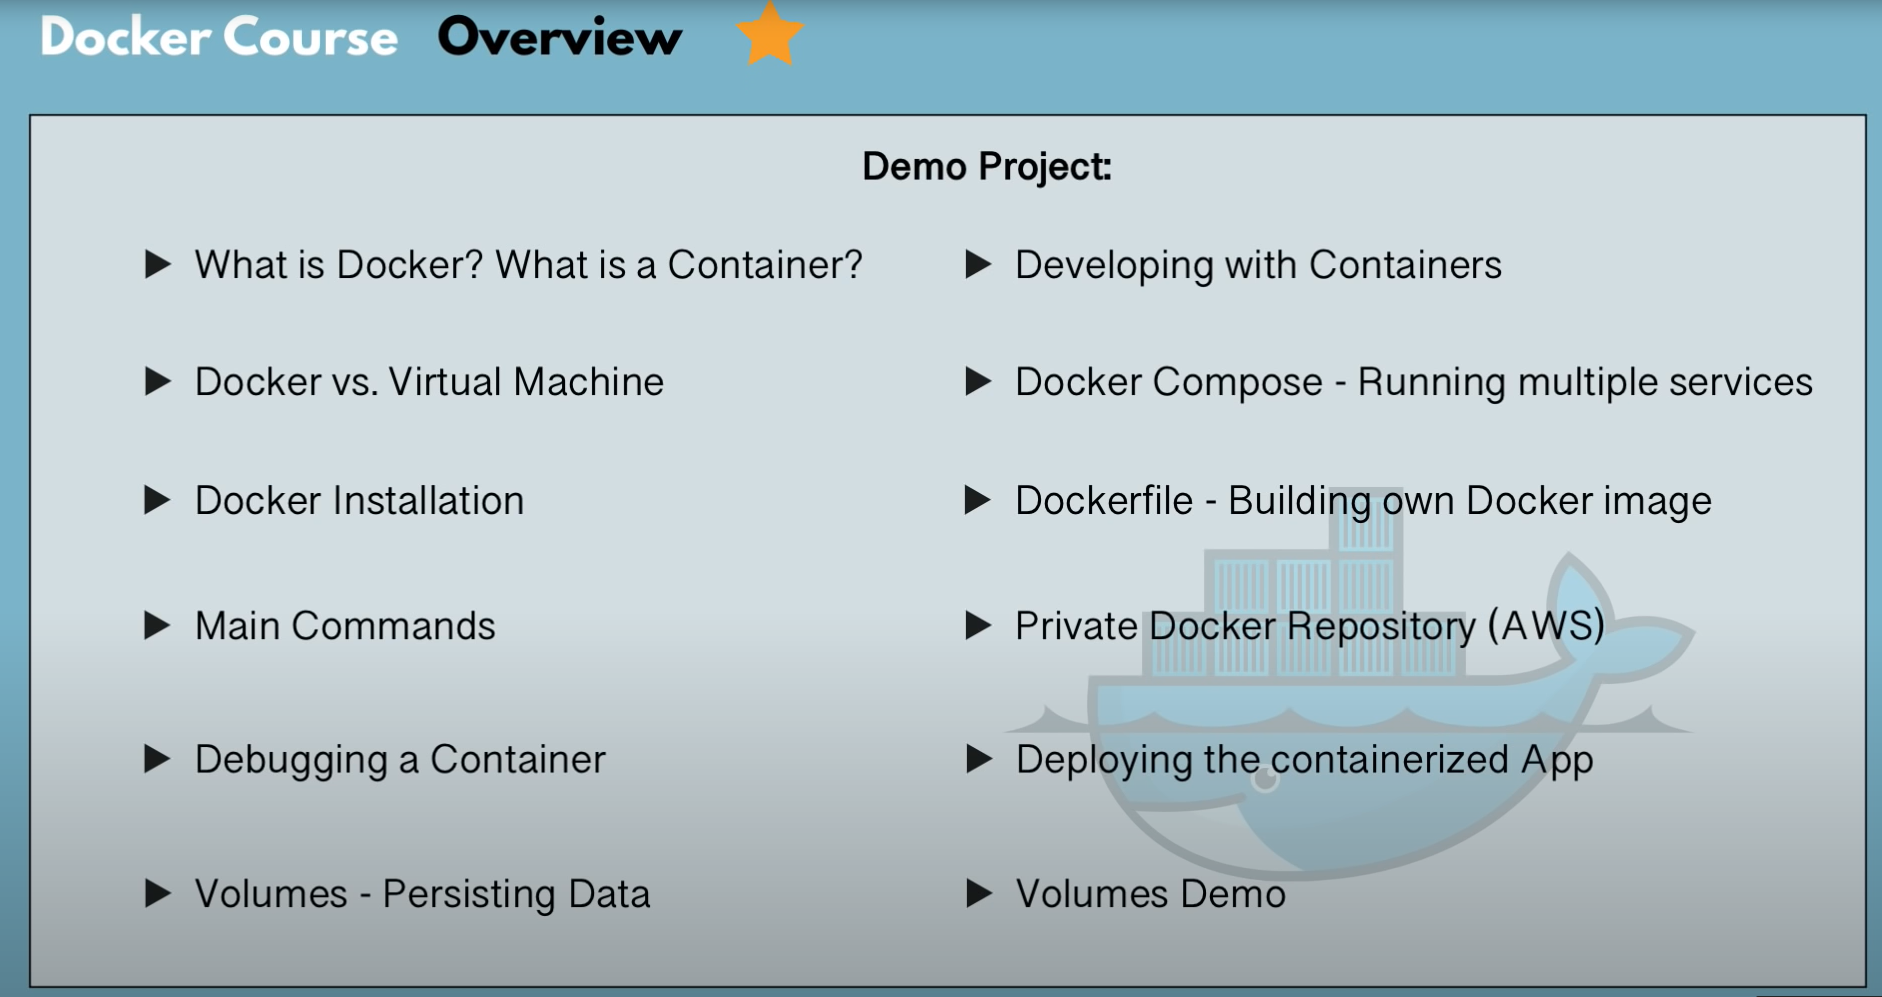 Docker Course Overview
Demo Project:
What is Docker? What is a Container?
Docker vs. Virtual Machine
Docker Installation
Main Commands
Debugging a Container
Volumes - Persisting Data
Developing with Containers
Docker Compose - Running multiple services
Dockerfile - Building own Docker image
Private Docker Repository (AWS)
Deploying the containerized App
Volumes Demo